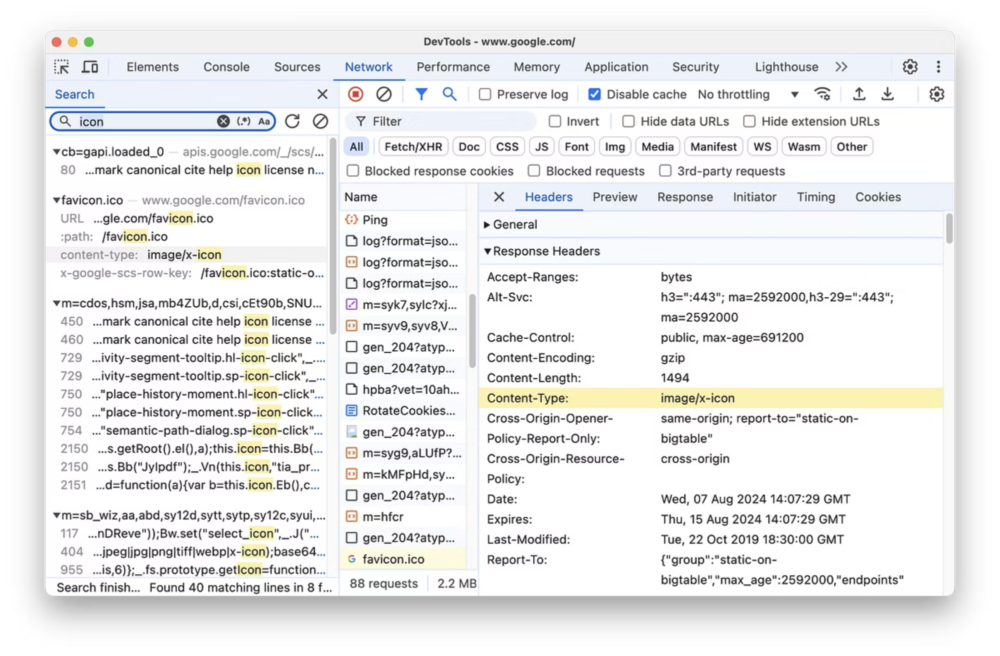 DevTools - www.google.com/
Elements Console Sources Network Performance Memory Application Security Lighthouse
Search
icon (.*) Aa
▼cb=gapi.loaded_0 — apis.google.com/_/scs/...
80 ...mark canonical cite help icon license n...
▼favicon.ico — www.google.com/favicon.ico
URL ...gle.com/favicon.ico
:path: /favicon.ico
content-type: image/x-icon
x-google-scs-row-key: /favicon.ico:static-o...
▼m=cdos,hsm,jsa,mb4ZUb,d,csi,cEt90b,SNU...
450 ...mark canonical cite help icon license ...
460 ...mark canonical cite help icon license ...
729 ...ivity-segment-tooltip.hl-icon-click",_....
729 ...ivity-segment-tooltip.sp-icon-click",_...
750 ..."place-history-moment.hl-icon-click"...
750 ..."place-history-moment.sp-icon-click...
754 ..."semantic-path-dialog.sp-icon-click"...
2150 ...s.getRoot().el(),a);this.icon=this.Bb(...
2150 ...s.Bb("JyIpdf");_.Vn(this.icon,"tia_pr...
2151 ...d=function(a){var b=this.icon.Eb(),c...
▼m=sb_wiz,aa,abd,sy12d,sytt,sytp,sy12c,syui,...
117 ...nDReve"));Bw.set("select_icon",_.J("...
404 ...jpeg|jpg|png|tiff|webp|x-icon);base64...
955 ...is,6)};_.fs.prototype.getIcon=function...
Search finish... Found 40 matching lines in 8 f...
Preserve log Disable cache No throttling
Filter Invert Hide data URLs Hide extension URLs
All Fetch/XHR Doc CSS JS Font Img Media Manifest WS Wasm Other
Blocked response cookies Blocked requests 3rd-party requests
Name
Ping
log?format=jso...
log?format=jso...
log?format=jso...
m=syk7,sylc?xj...
m=syv9,syv8,V...
gen_204?atyp...
gen_204?atyp...
hpba?vet=10ah...
RotateCookies...
gen_204?atyp...
m=syg9,aLUfP?...
m=kMFpHd,sy...
gen_204?atyp...
m=hfcr
gen_204?atyp...
favicon.ico
88 requests 2.2 MB
Headers Preview Response Initiator Timing Cookies
General
Response Headers
Accept-Ranges: bytes
Alt-Svc: h3=":443"; ma=2592000,h3-29=":443";
ma=2592000
Cache-Control: public, max-age=691200
Content-Encoding: gzip
Content-Length: 1494
Content-Type: image/x-icon
Cross-Origin-Opener- same-origin; report-to="static-on-
Policy-Report-Only: bigtable"
Cross-Origin-Resource- cross-origin
Policy:
Date: Wed, 07 Aug 2024 14:07:29 GMT
Expires: Thu, 15 Aug 2024 14:07:29 GMT
Last-Modified: Tue, 22 Oct 2019 18:30:00 GMT
Report-To: {"group":"static-on-
bigtable","max_age":2592000,"endpoints"